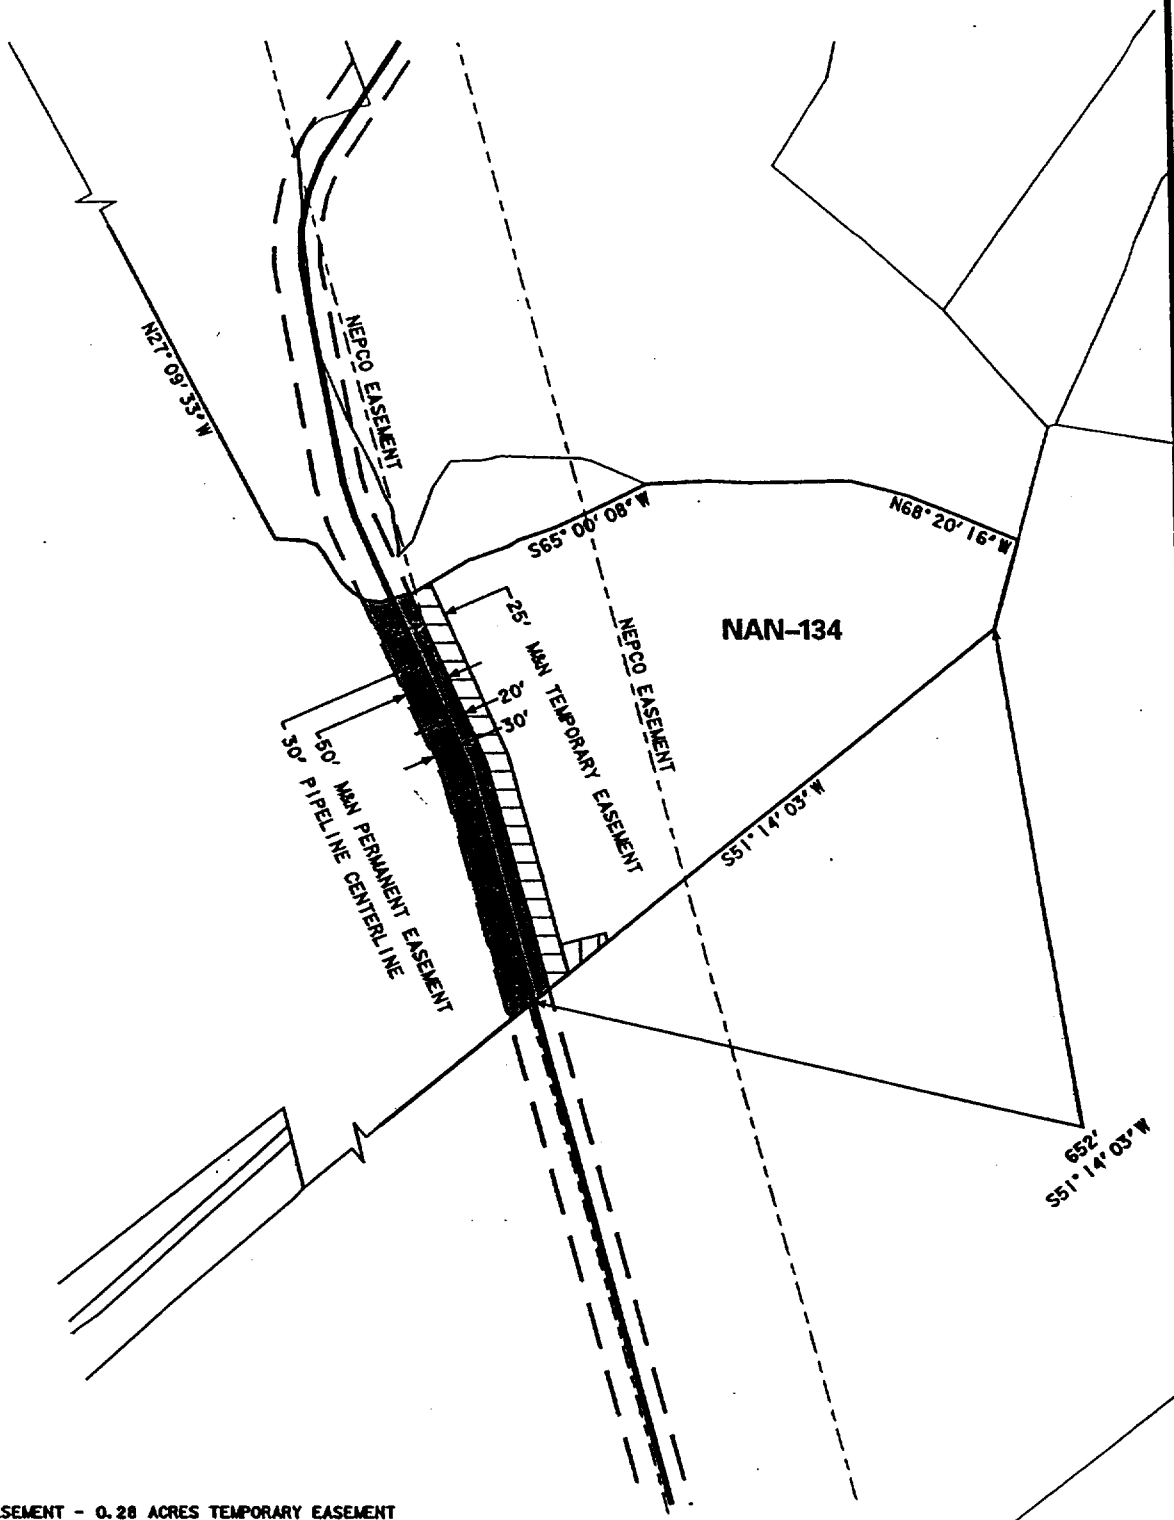 N27°09'33"W
NEPCO EASEMENT
S65°00'08"W
N68°20'16"W
NAN-134
25' M&N TEMPORARY EASEMENT
NEPCO EASEMENT
20'
30'
50' M&N PERMANENT EASEMENT
30' PIPELINE CENTERLINE
S51°14'03"W
652'
S51°14'03"W
SEMENT - 0.28 ACRES TEMPORARY EASEMENT